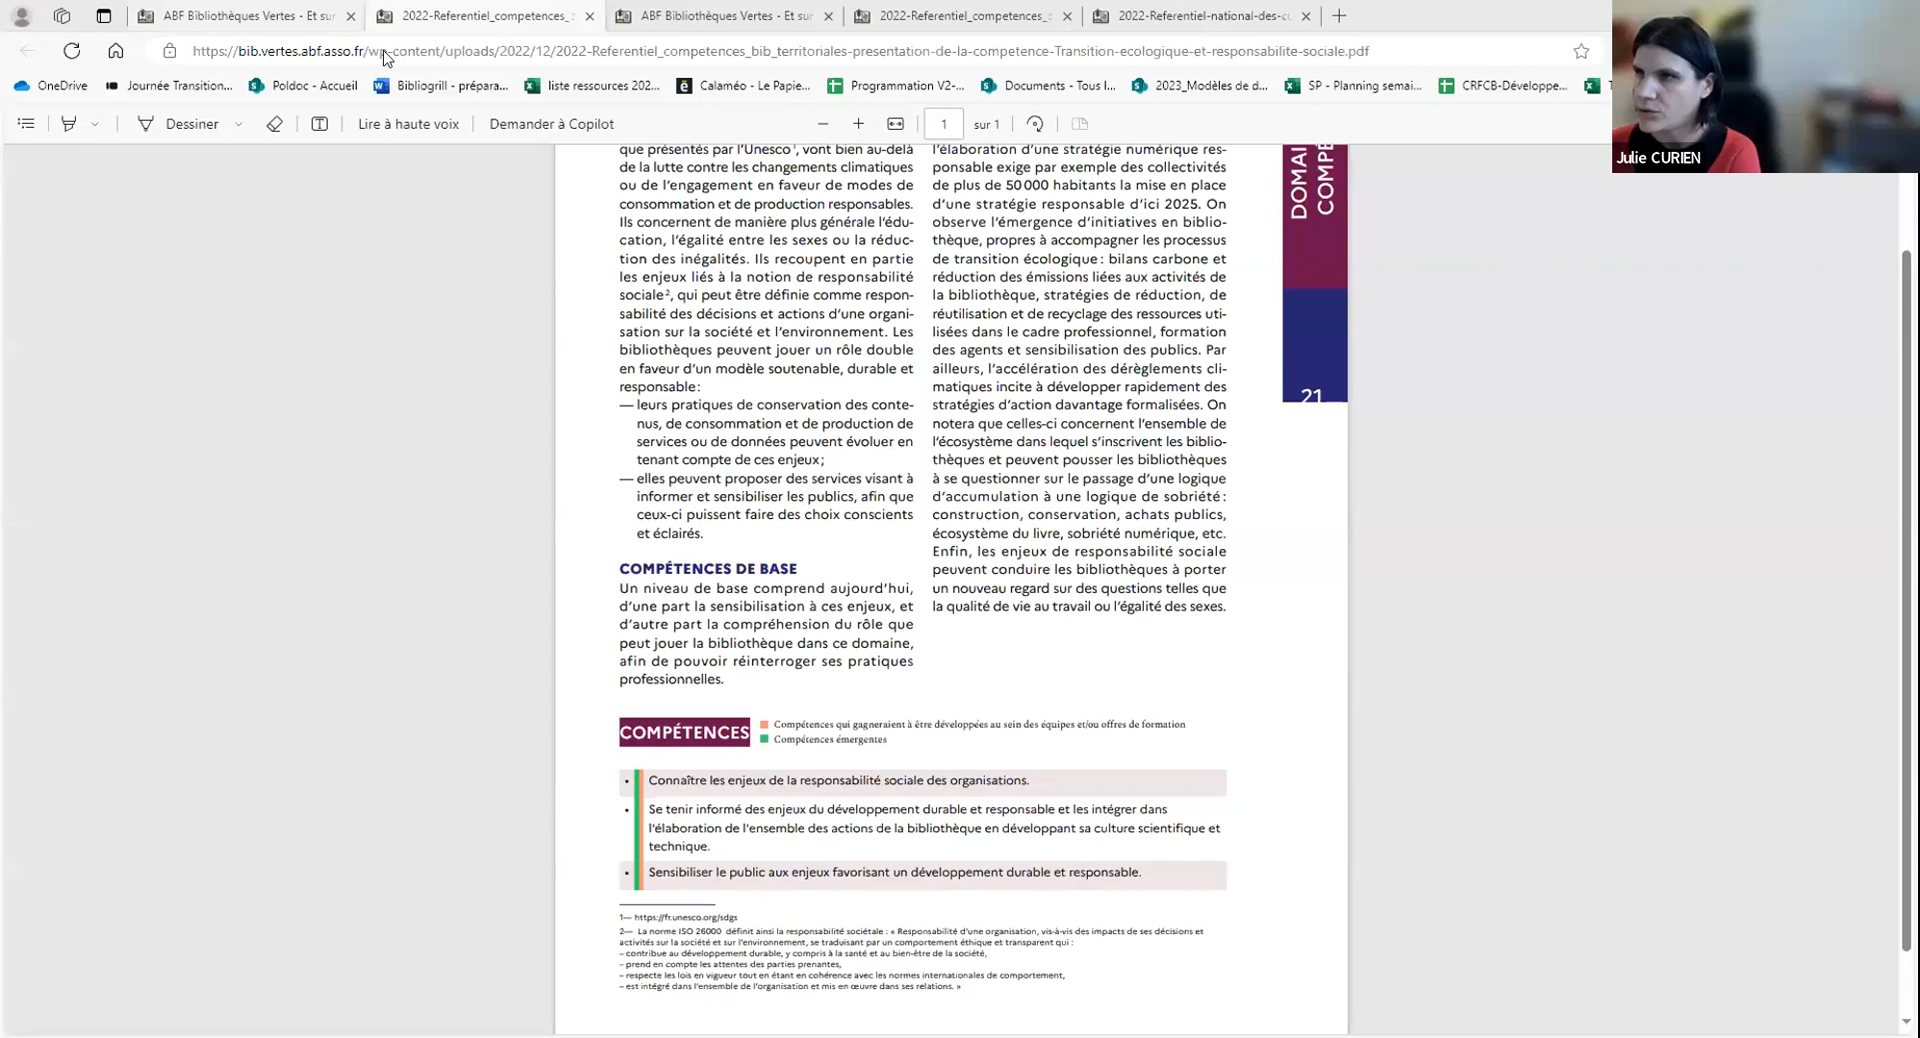 ABF Bibliothèques Vertes - Et sur
2022-Referentiel_competences_
ABF Bibliothèques Vertes - Et sur
2022-Referentiel_competences_
2022-Referentiel-national-des-c
https://bib.vertes.abf.asso.fr/wp-content/uploads/2022/12/2022-Referentiel_competences_bib_territoriales-presentation-de-la-competence-Transition-ecologique-et-responsabilite-sociale.pdf
OneDrive
Journée Transition...
Poldoc - Accueil
Bibliogrill - prépara...
liste ressources 202...
Calaméo - Le Papie...
Programmation V2-...
Documents - Tous l...
2023_Modèles de d...
SP - Planning semai...
CRFCB-Développe...
Dessiner
Lire à haute voix
Demander à Copilot
1
sur 1
Julie CURIEN
que présentés par l'Unesco¹, vont bien au-delà
de la lutte contre les changements climatiques
ou de l'engagement en faveur de modes de
consommation et de production responsables.
Ils concernent de manière plus générale l'édu-
cation, l'égalité entre les sexes ou la réduc-
tion des inégalités. Ils recoupent en partie
les enjeux liés à la notion de responsabilité
sociale², qui peut être définie comme respon-
sabilité des décisions et actions d'une organi-
sation sur la société et l'environnement. Les
bibliothèques peuvent jouer un rôle double
en faveur d'un modèle soutenable, durable et
responsable :
— leurs pratiques de conservation des conte-
nus, de consommation et de production de
services ou de données peuvent évoluer en
tenant compte de ces enjeux ;
— elles peuvent proposer des services visant à
informer et sensibiliser les publics, afin que
ceux-ci puissent faire des choix conscients
et éclairés.
COMPÉTENCES DE BASE
Un niveau de base comprend aujourd'hui,
d'une part la sensibilisation à ces enjeux, et
d'autre part la compréhension du rôle que
peut jouer la bibliothèque dans ce domaine,
afin de pouvoir réinterroger ses pratiques
professionnelles.
l'élaboration d'une stratégie numérique res-
ponsable exige par exemple des collectivités
de plus de 50 000 habitants la mise en place
d'une stratégie responsable d'ici 2025. On
observe l'émergence d'initiatives en biblio-
thèque, propres à accompagner les processus
de transition écologique : bilans carbone et
réduction des émissions liées aux activités de
la bibliothèque, stratégies de réduction, de
réutilisation et de recyclage des ressources uti-
lisées dans le cadre professionnel, formation
des agents et sensibilisation des publics. Par
ailleurs, l'accélération des dérèglements cli-
matiques incite à développer rapidement des
stratégies d'action davantage formalisées. On
notera que celles-ci concernent l'ensemble de
l'écosystème dans lequel s'inscrivent les biblio-
thèques et peuvent pousser les bibliothèques
à se questionner sur le passage d'une logique
d'accumulation à une logique de sobriété :
construction, conservation, achats publics,
écosystème du livre, sobriété numérique, etc.
Enfin, les enjeux de responsabilité sociale
peuvent conduire les bibliothèques à porter
un nouveau regard sur des questions telles que
la qualité de vie au travail ou l'égalité des sexes.
DOMAI
COMPÉ
21
COMPÉTENCES
Compétences qui gagneraient à être développées au sein des équipes et/ou offres de formation
Compétences émergentes
• Connaître les enjeux de la responsabilité sociale des organisations.
• Se tenir informé des enjeux du développement durable et responsable et les intégrer dans
l'élaboration de l'ensemble des actions de la bibliothèque en développant sa culture scientifique et
technique.
• Sensibiliser le public aux enjeux favorisant un développement durable et responsable.
1— https://fr.unesco.org/sdgs
2— La norme ISO 26000 définit ainsi la responsabilité sociétale : « Responsabilité d'une organisation, vis-à-vis des impacts de ses décisions et
activités sur la société et sur l'environnement, se traduisant par un comportement éthique et transparent qui :
– contribue au développement durable, y compris à la santé et au bien-être de la société,
– prend en compte les attentes des parties prenantes,
– respecte les lois en vigueur tout en étant en cohérence avec les normes internationales de comportement,
– est intégré dans l'ensemble de l'organisation et mis en œuvre dans ses relations. »